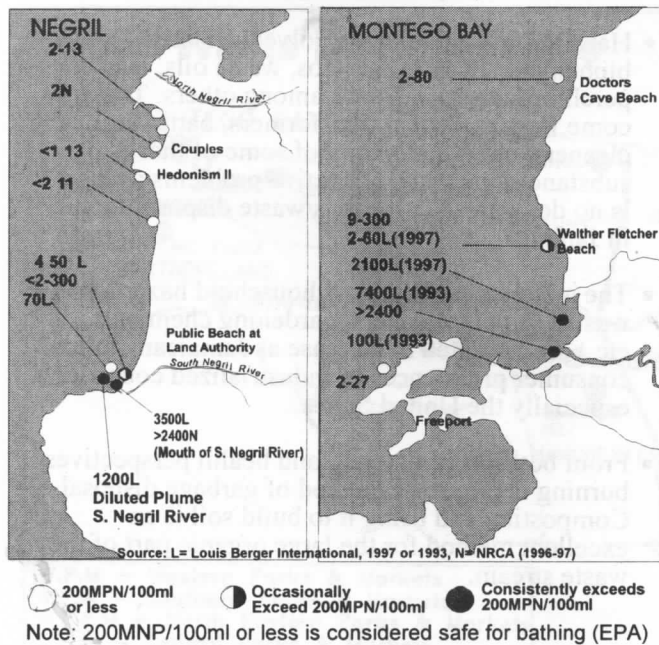 NEGRIL
2-13
North Negril River
2N
Couples
<1 13
Hedonism II
<2 11
4 50 L
<2-300
70L
Public Beach at
Land Authority
South Negril River
3500L
>2400N
(Mouth of S. Negril River)
1200L
Diluted Plume
S. Negril River
MONTEGO BAY
2-80
Doctors
Cave Beach
9-300
2-60L(1997)
Walther Fletcher
Beach
2100L(1997)
7400L(1993)
>2400
100L(1993)
2-27
Freeport
Source: L= Louis Berger International, 1997 or 1993, N= NRCA (1996-97)
200MPN/100ml
or less
Occasionally
Exceed 200MPN/100ml
Consistently exceeds
200MPN/100ml
Note: 200MNP/100ml or less is considered safe for bathing (EPA)